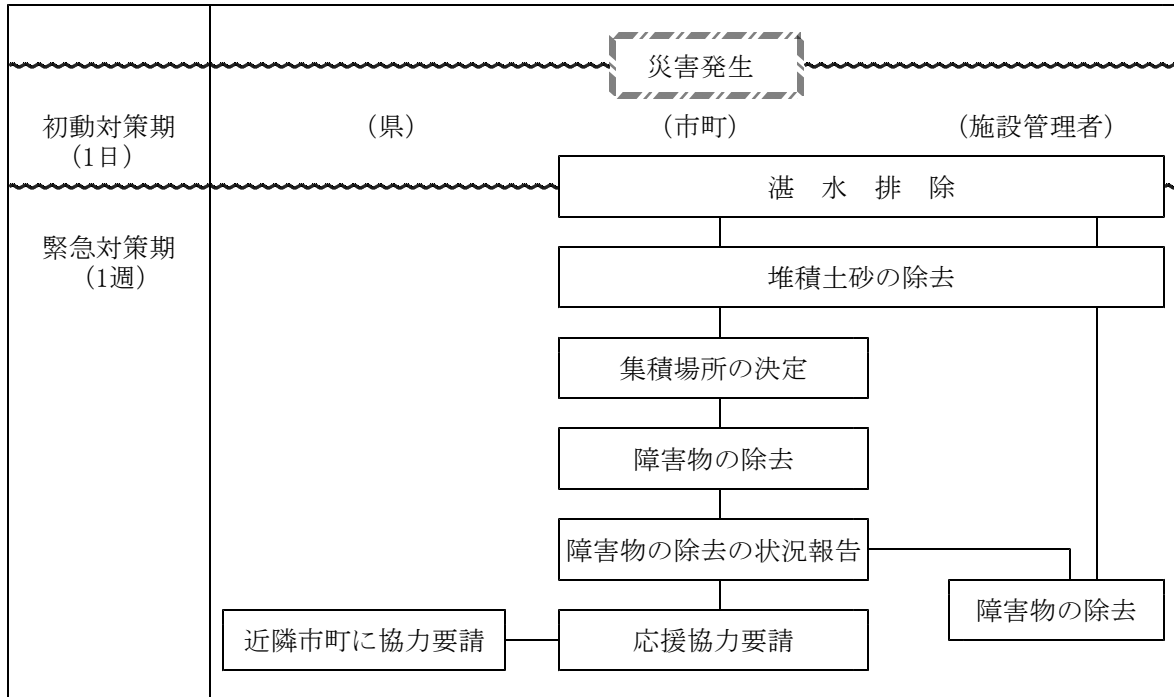 災害発生
初動対策期
（1日）
（県）
（市町）
（施設管理者）
湛水排除
緊急対策期
（1週）
堆積土砂の除去
集積場所の決定
障害物の除去
障害物の除去の状況報告
障害物の除去
近隣市町に協力要請
応援協力要請